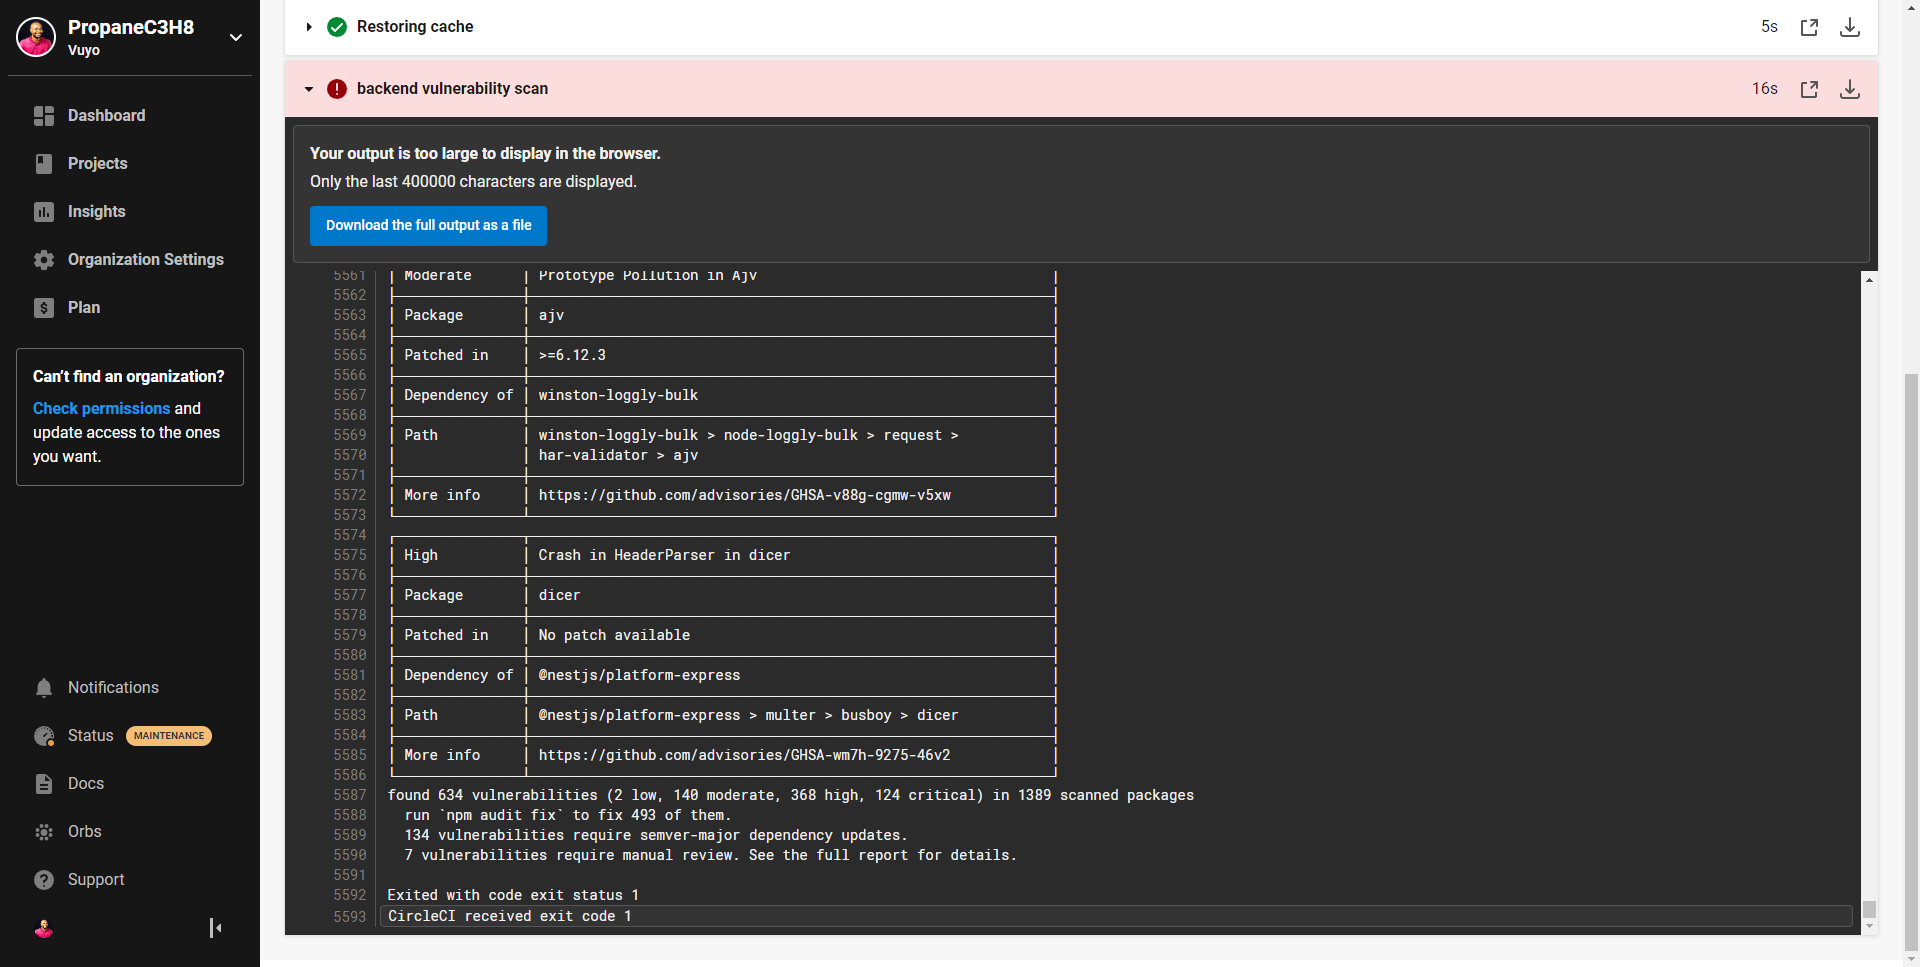 PropaneC3H8
Vuyo
Dashboard
Projects
Insights
Organization Settings
Plan
Can't find an organization?
Check permissions and
update access to the ones
you want.
Notifications
Status MAINTENANCE
Docs
Orbs
Support
Restoring cache 5s
backend vulnerability scan 16s
Your output is too large to display in the browser.
Only the last 400000 characters are displayed.
Download the full output as a file
5561 | Moderate | Prototype Pollution in Ajv |
5562
5563 | Package | ajv |
5564
5565 | Patched in | >=6.12.3 |
5566
5567 | Dependency of | winston-loggly-bulk |
5568
5569 | Path | winston-loggly-bulk > node-loggly-bulk > request > |
5570 | | har-validator > ajv |
5571
5572 | More info | https://github.com/advisories/GHSA-v88g-cgmw-v5xw |
5573
5574
5575 | High | Crash in HeaderParser in dicer |
5576
5577 | Package | dicer |
5578
5579 | Patched in | No patch available |
5580
5581 | Dependency of | @nestjs/platform-express |
5582
5583 | Path | @nestjs/platform-express > multer > busboy > dicer |
5584
5585 | More info | https://github.com/advisories/GHSA-wm7h-9275-46v2 |
5586
5587 found 634 vulnerabilities (2 low, 140 moderate, 368 high, 124 critical) in 1389 scanned packages
5588 run `npm audit fix` to fix 493 of them.
5589 134 vulnerabilities require semver-major dependency updates.
5590 7 vulnerabilities require manual review. See the full report for details.
5591
5592 Exited with code exit status 1
5593 CircleCI received exit code 1